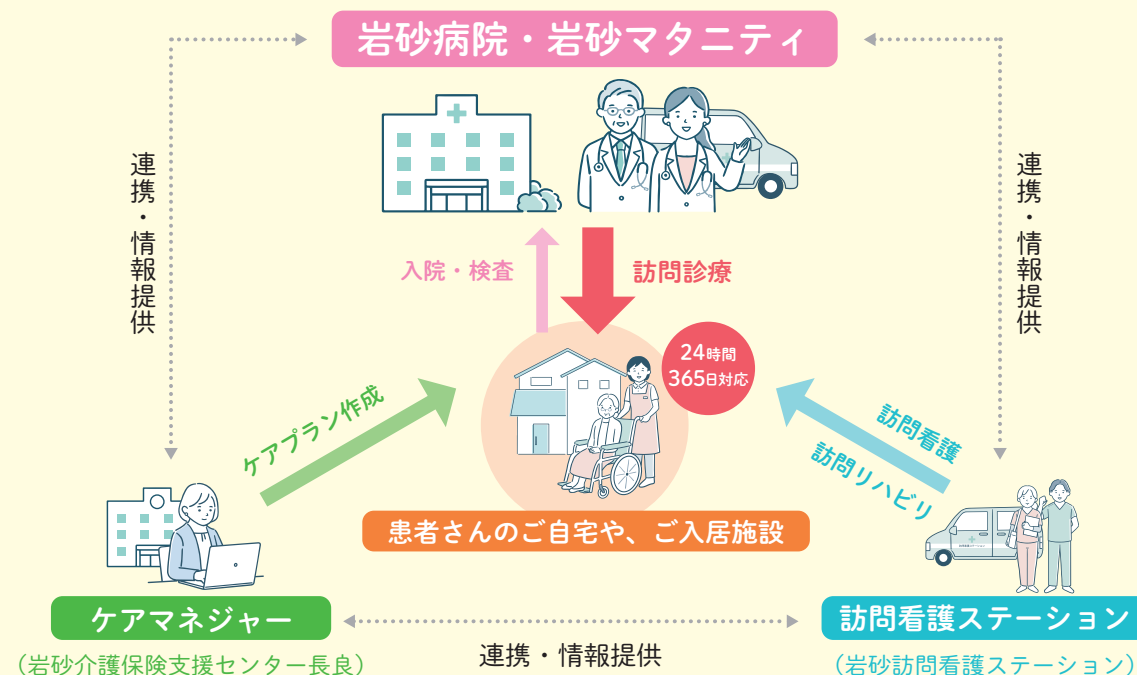 岩砂病院・岩砂マタニティ
連携・情報提供
連携・情報提供
入院・検査
訪問診療
24時間
365日対応
ケアプラン作成
訪問看護
訪問リハビリ
患者さんのご自宅や、ご入居施設
ケアマネジャー
（岩砂介護保険支援センター長良）
連携・情報提供
訪問看護ステーション
（岩砂訪問看護ステーション）